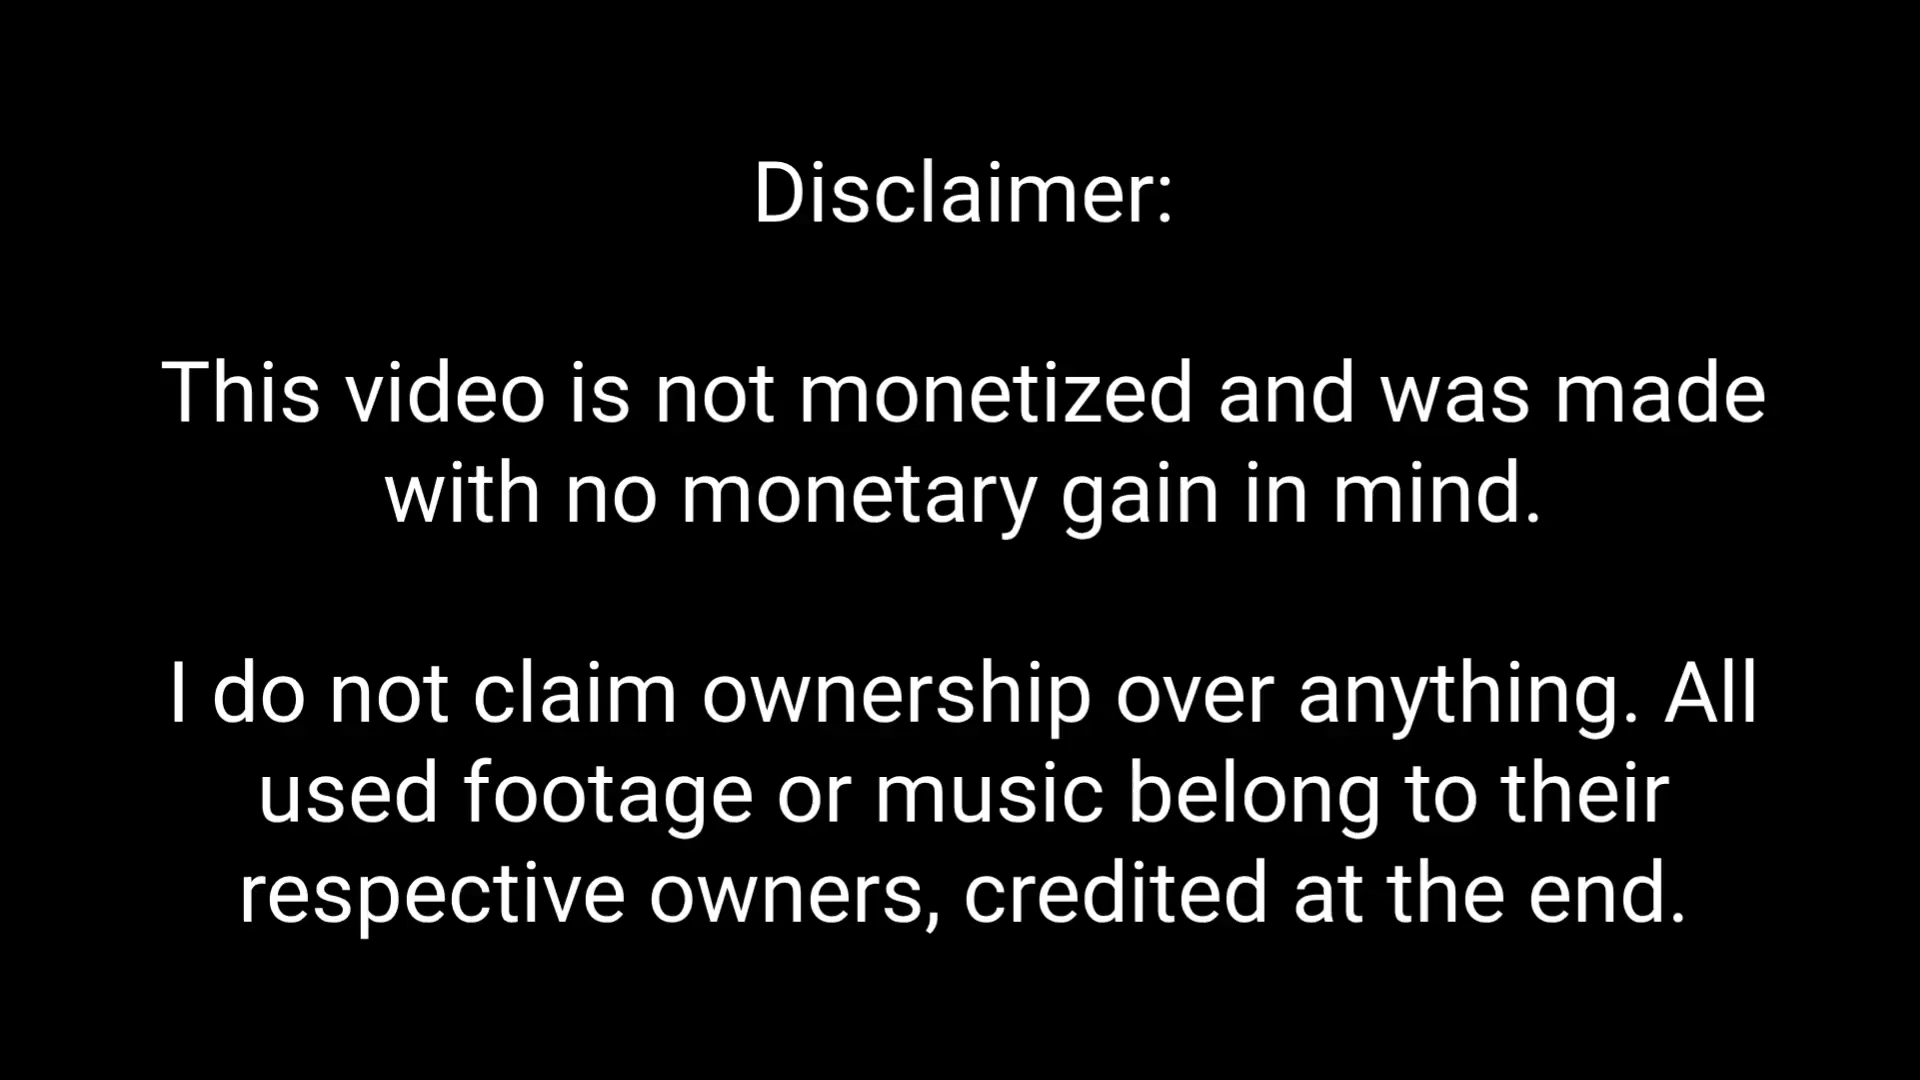 Disclaimer:
This video is not monetized and was made
with no monetary gain in mind.
I do not claim ownership over anything. All
used footage or music belong to their
respective owners, credited at the end.